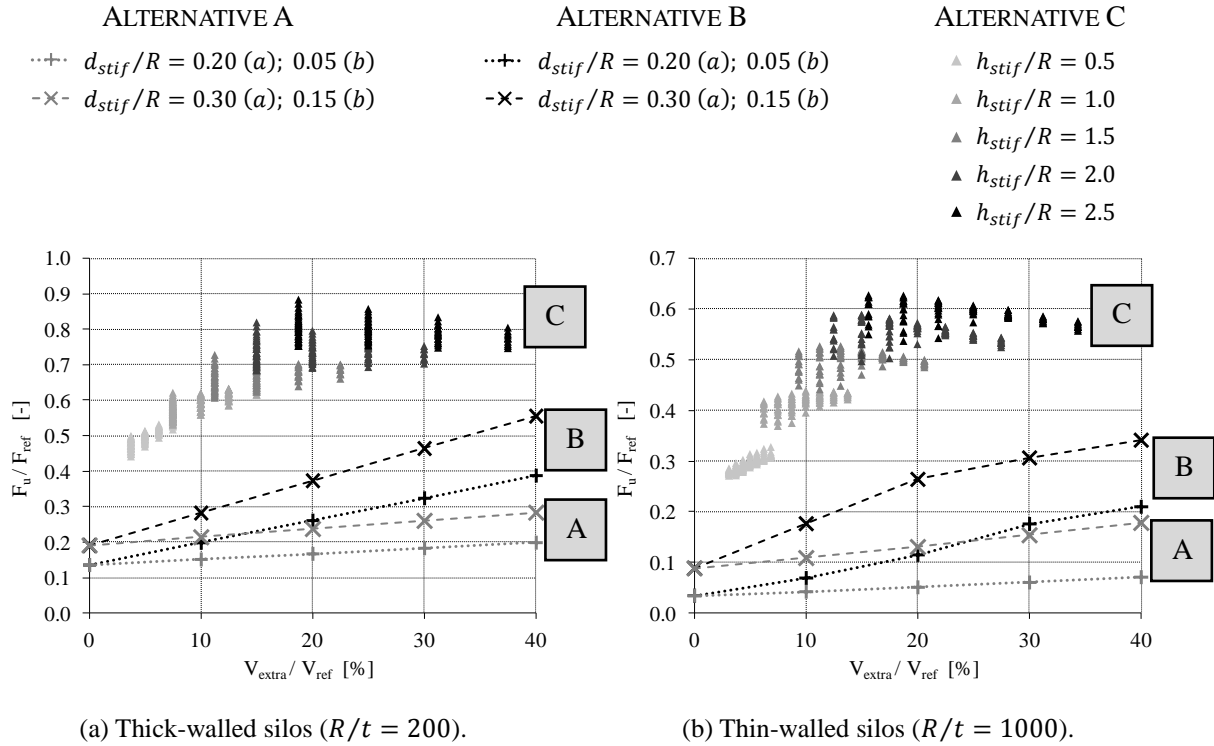 ALTERNATIVE A
d_stif/R = 0.20 (a); 0.05 (b)
d_stif/R = 0.30 (a); 0.15 (b)
ALTERNATIVE B
d_stif/R = 0.20 (a); 0.05 (b)
d_stif/R = 0.30 (a); 0.15 (b)
ALTERNATIVE C
h_stif/R = 0.5
h_stif/R = 1.0
h_stif/R = 1.5
h_stif/R = 2.0
h_stif/R = 2.5
F_u / F_ref [-]
1.0
0.9
0.8
0.7
0.6
0.5
0.4
0.3
0.2
0.1
0.0
C
B
A
0 10 20 30 40
V_extra / V_ref [%]
(a) Thick-walled silos (R/t = 200).
F_u / F_ref [-]
0.7
0.6
0.5
0.4
0.3
0.2
0.1
0.0
C
B
A
0 10 20 30 40
V_extra / V_ref [%]
(b) Thin-walled silos (R/t = 1000).